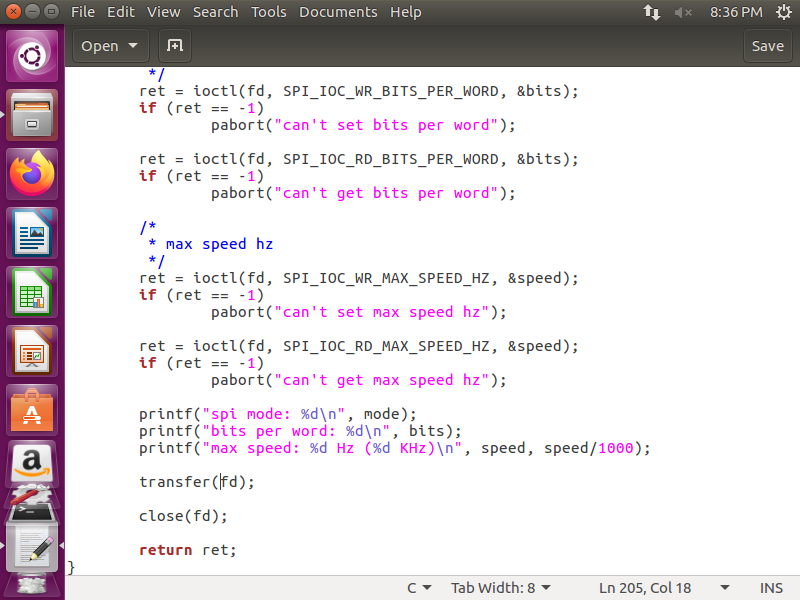 File Edit View Search Tools Documents Help 8:36 PM
Open Save
*/
ret = ioctl(fd, SPI_IOC_WR_BITS_PER_WORD, &bits);
if (ret == -1)
pabort("can't set bits per word");
ret = ioctl(fd, SPI_IOC_RD_BITS_PER_WORD, &bits);
if (ret == -1)
pabort("can't get bits per word");
/*
* max speed hz
*/
ret = ioctl(fd, SPI_IOC_WR_MAX_SPEED_HZ, &speed);
if (ret == -1)
pabort("can't set max speed hz");
ret = ioctl(fd, SPI_IOC_RD_MAX_SPEED_HZ, &speed);
if (ret == -1)
pabort("can't get max speed hz");
printf("spi mode: %d\n", mode);
printf("bits per word: %d\n", bits);
printf("max speed: %d Hz (%d KHz)\n", speed, speed/1000);
transfer(fd);
close(fd);
return ret;
}
C Tab Width: 8 Ln 205, Col 18 INS